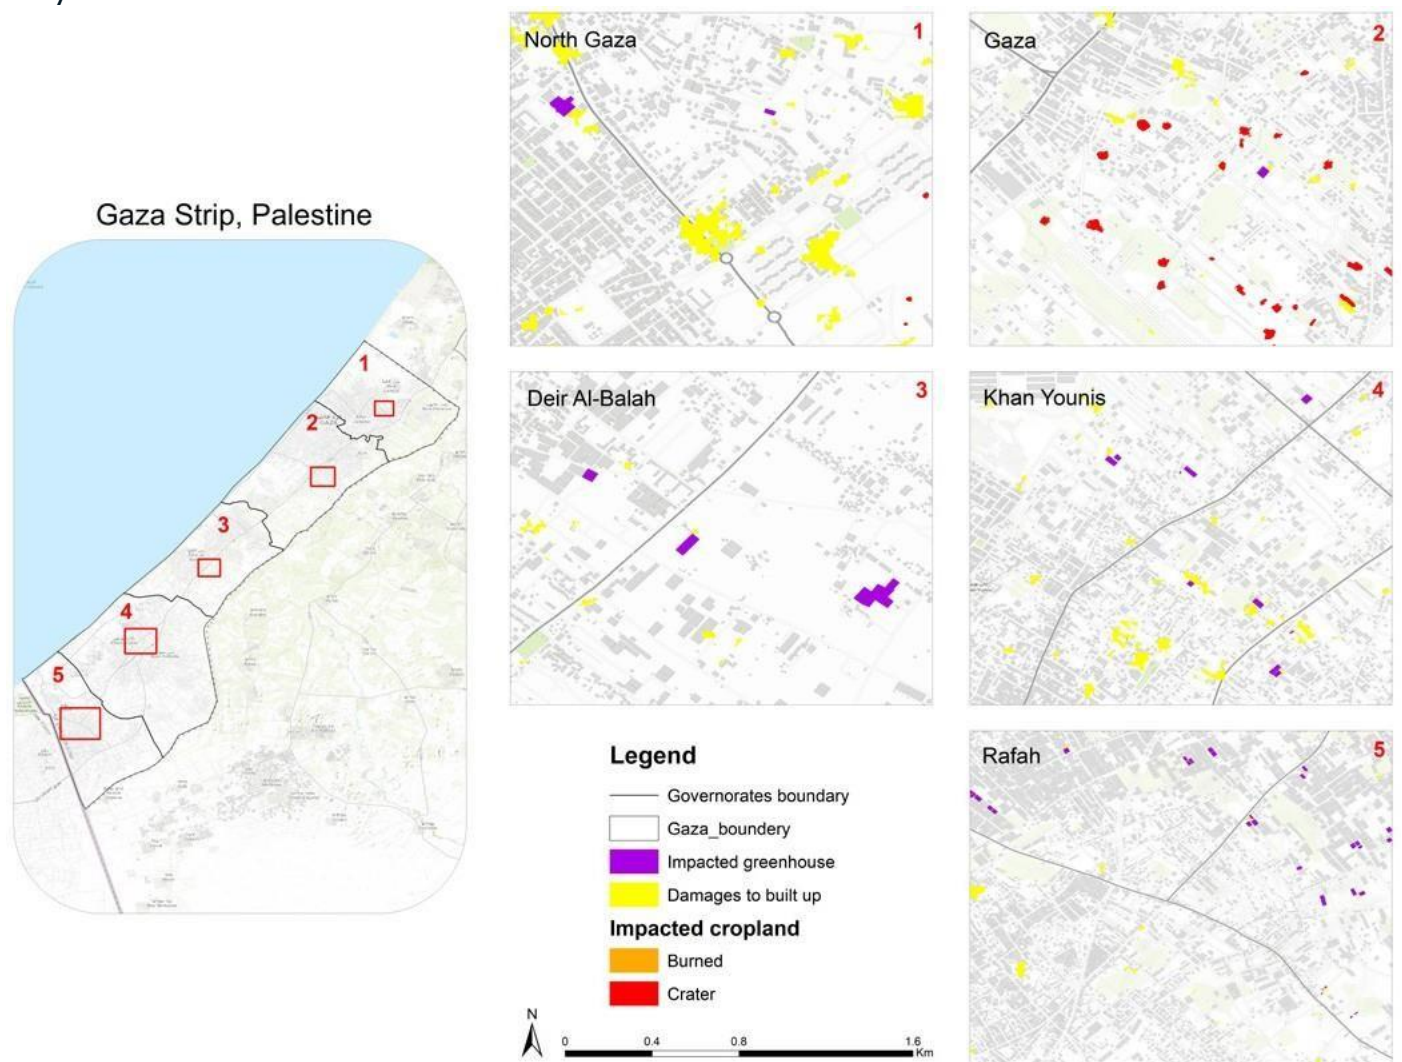 Gaza Strip, Palestine
1
2
3
4
5
North Gaza
1
Gaza
2
Deir Al-Balah
3
Khan Younis
4
Rafah
5
Legend
Governorates boundary
Gaza_boundery
Impacted greenhouse
Damages to built up
Impacted cropland
Burned
Crater
N
0 0.4 0.8 1.6
Km